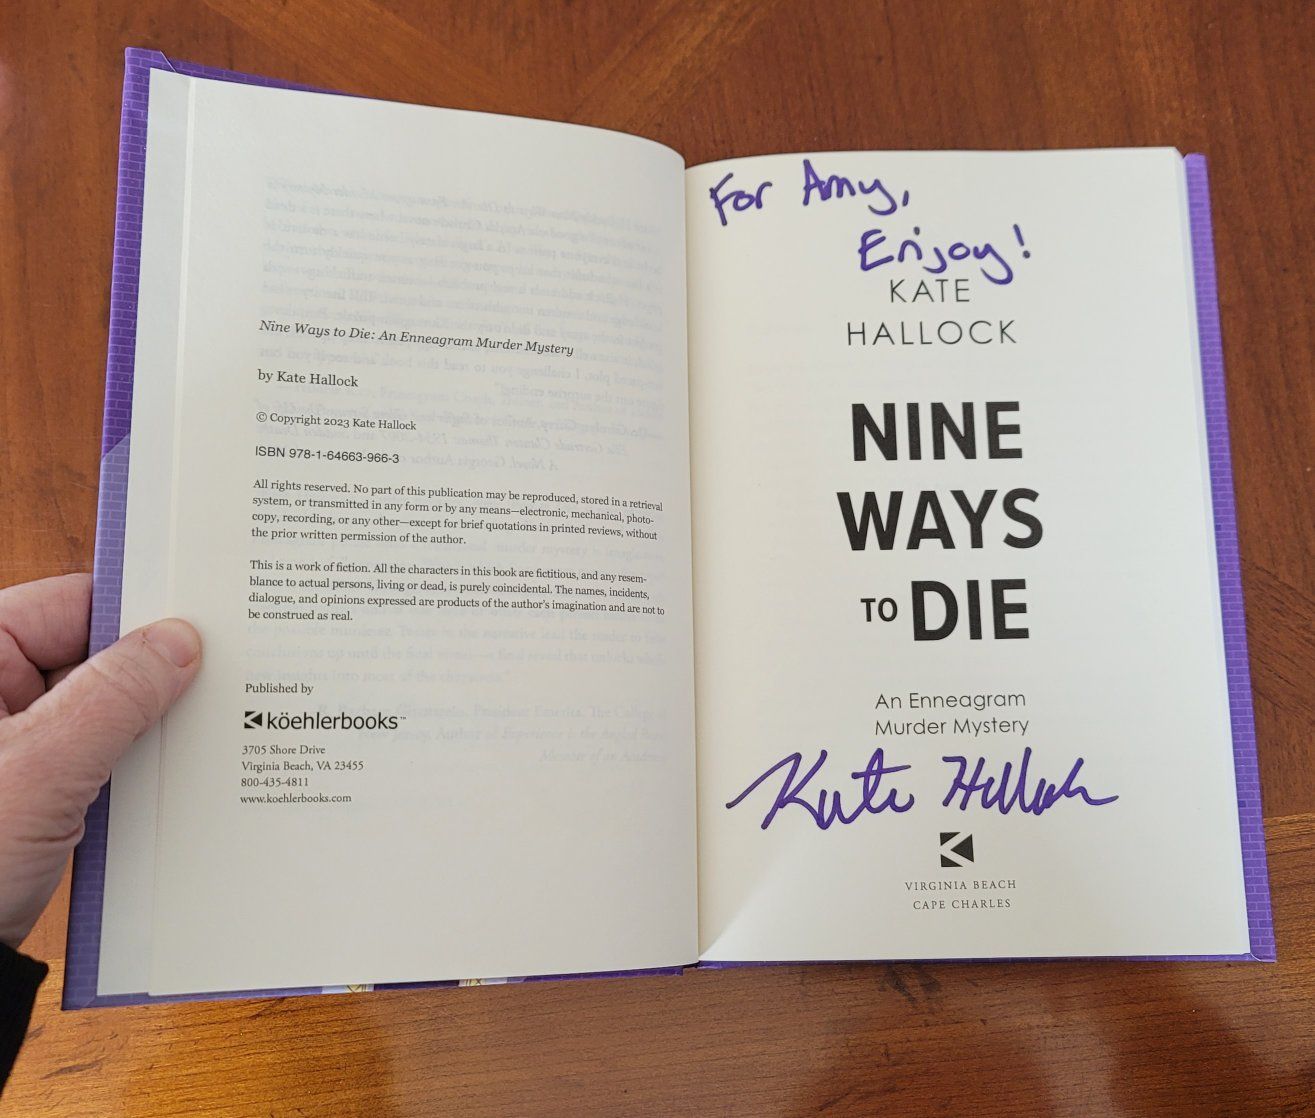 Nine Ways to Die: An Enneagram Murder Mystery
by Kate Hallock
© Copyright 2023 Kate Hallock
ISBN 978-1-64663-966-3
All rights reserved. No part of this publication may be reproduced, stored in a retrieval
system, or transmitted in any form or by any means—electronic, mechanical, photo-
copy, recording, or any other—except for brief quotations in printed reviews, without
the prior written permission of the author.
This is a work of fiction. All the characters in this book are fictitious, and any resem-
blance to actual persons, living or dead, is purely coincidental. The names, incidents,
dialogue, and opinions expressed are products of the author's imagination and are not to
be construed as real.
Published by
köehlerbooks™
3705 Shore Drive
Virginia Beach, VA 23455
800-435-4811
www.koehlerbooks.com
For Amy,
Enjoy!
KATE
HALLOCK
NINE
WAYS
TO DIE
An Enneagram
Murder Mystery
Kate Hallock
VIRGINIA BEACH
CAPE CHARLES